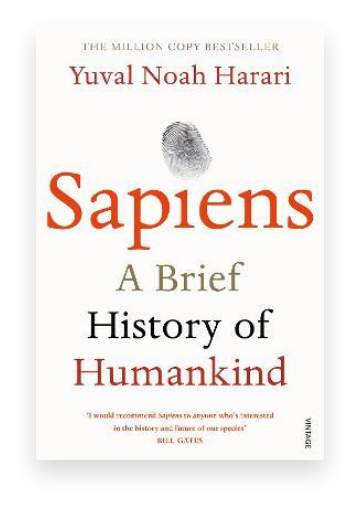 THE MILLION COPY BESTSELLER
Yuval Noah Harari
Sapiens
A Brief
History of
Humankind
'I would recommend Sapiens to anyone who's interested
in the history and future of our species'
BILL GATES
VINTAGE